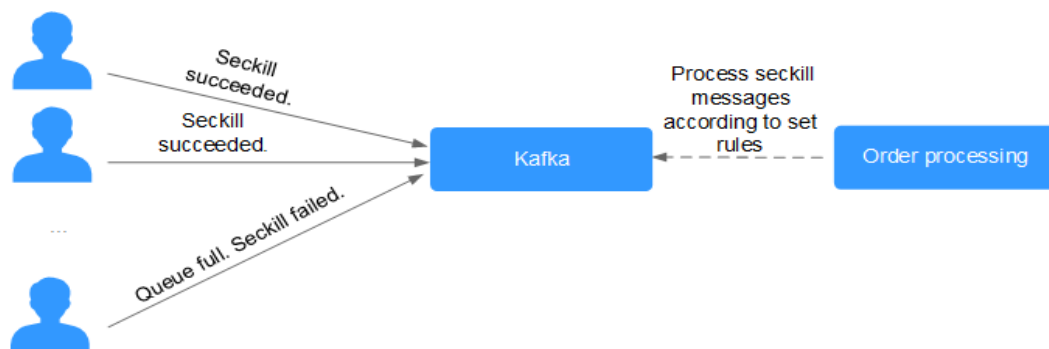 Seckill
succeeded.
Seckill
succeeded.
...
Queue full. Seckill failed.
Kafka
Process seckill
messages
according to set
rules
Order processing